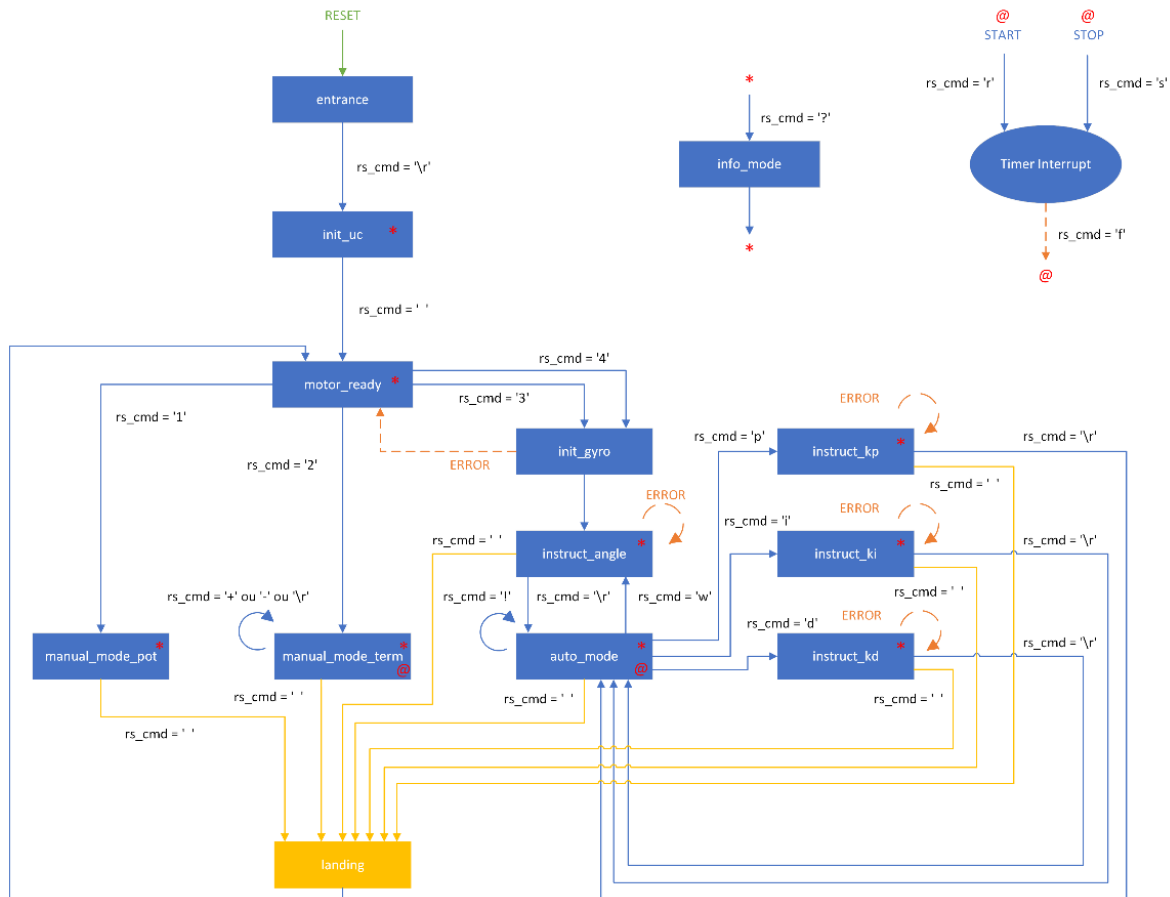 RESET
@
START
@
STOP
rs_cmd = 'r'
rs_cmd = 's'
entrance
*
rs_cmd = '?'
info_mode
*
Timer Interrupt
rs_cmd = 'f'
@
rs_cmd = '\r'
init_uc *
rs_cmd = ' '
motor_ready *
rs_cmd = '4'
rs_cmd = '3'
rs_cmd = '1'
rs_cmd = '2'
ERROR
init_gyro
rs_cmd = 'p'
ERROR
instruct_kp *
rs_cmd = '\r'
rs_cmd = ' '
ERROR
rs_cmd = ' '
instruct_angle *
rs_cmd = 'i'
ERROR
instruct_ki *
rs_cmd = '\r'
rs_cmd = ' '
rs_cmd = '+' ou '-' ou '\r'
rs_cmd = '!'
rs_cmd = '\r'
rs_cmd = 'w'
rs_cmd = 'd'
ERROR
manual_mode_pot *
manual_mode_term *
@
auto_mode *
@
instruct_kd *
rs_cmd = '\r'
rs_cmd = ' '
rs_cmd = ' '
rs_cmd = ' '
rs_cmd = ' '
landing